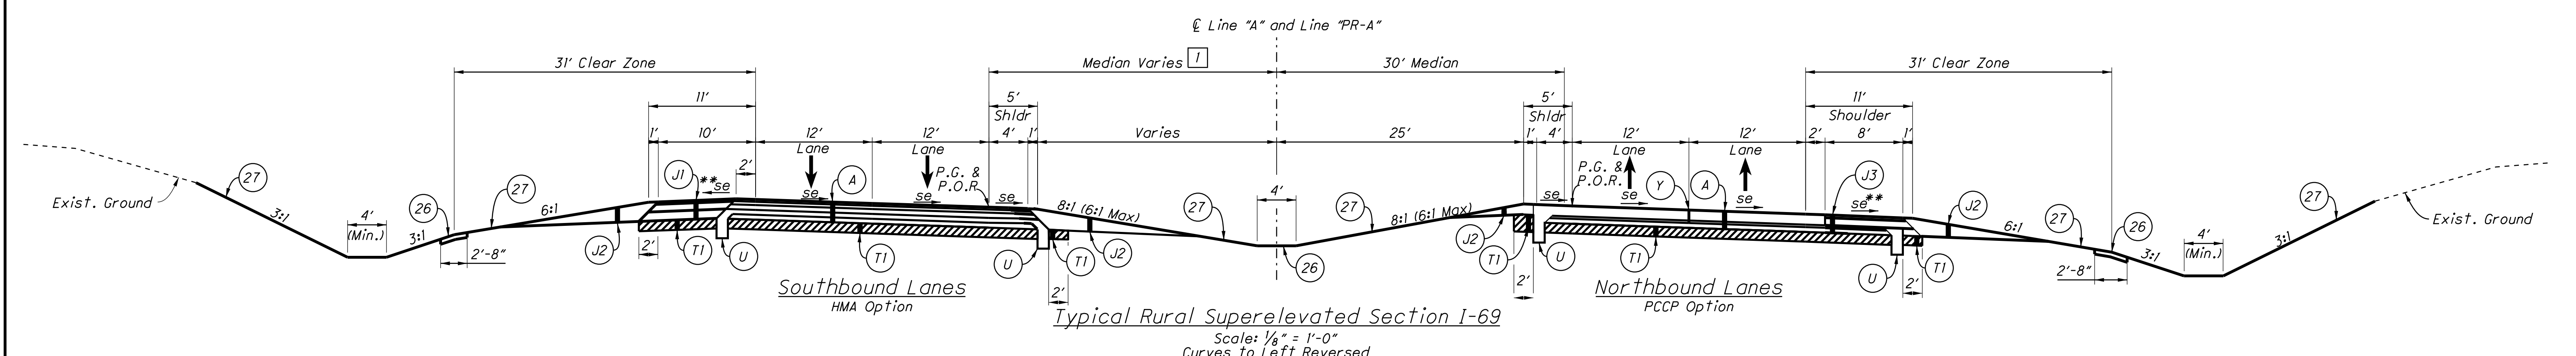 ℄ Line "A" and Line "PR-A"
31' Clear Zone
Median Varies 1
30' Median
31' Clear Zone
11'
5'
Shldr
5'
Shldr
11'
Shoulder
1' 10' 12' 12' 4' 1' Varies 25' 1' 4' 12' 12' 2' 8' 1'
Lane Lane Lane Lane
2'
P.G. &
P.O.R.
P.G. &
P.O.R.
27 J1 **se se A se se se se Y A se J3 se** 27
Exist. Ground
3:1
4'
(Min.)
3:1
26
27
6:1
8:1 (6:1 Max)
27
4'
27
8:1 (6:1 Max)
J2
6:1
27
26
3:1
4'
(Min.)
3:1
Exist. Ground
2'-8"
J2
2'
T1
U
T1
U
T1
J2
2'
26
J2
T1
2'
U
T1
U
T1
2'
2'-8"
Southbound Lanes
HMA Option
Northbound Lanes
PCCP Option
Typical Rural Superelevated Section I-69
Scale: 1/8" = 1'-0"
Curves to Left Reversed